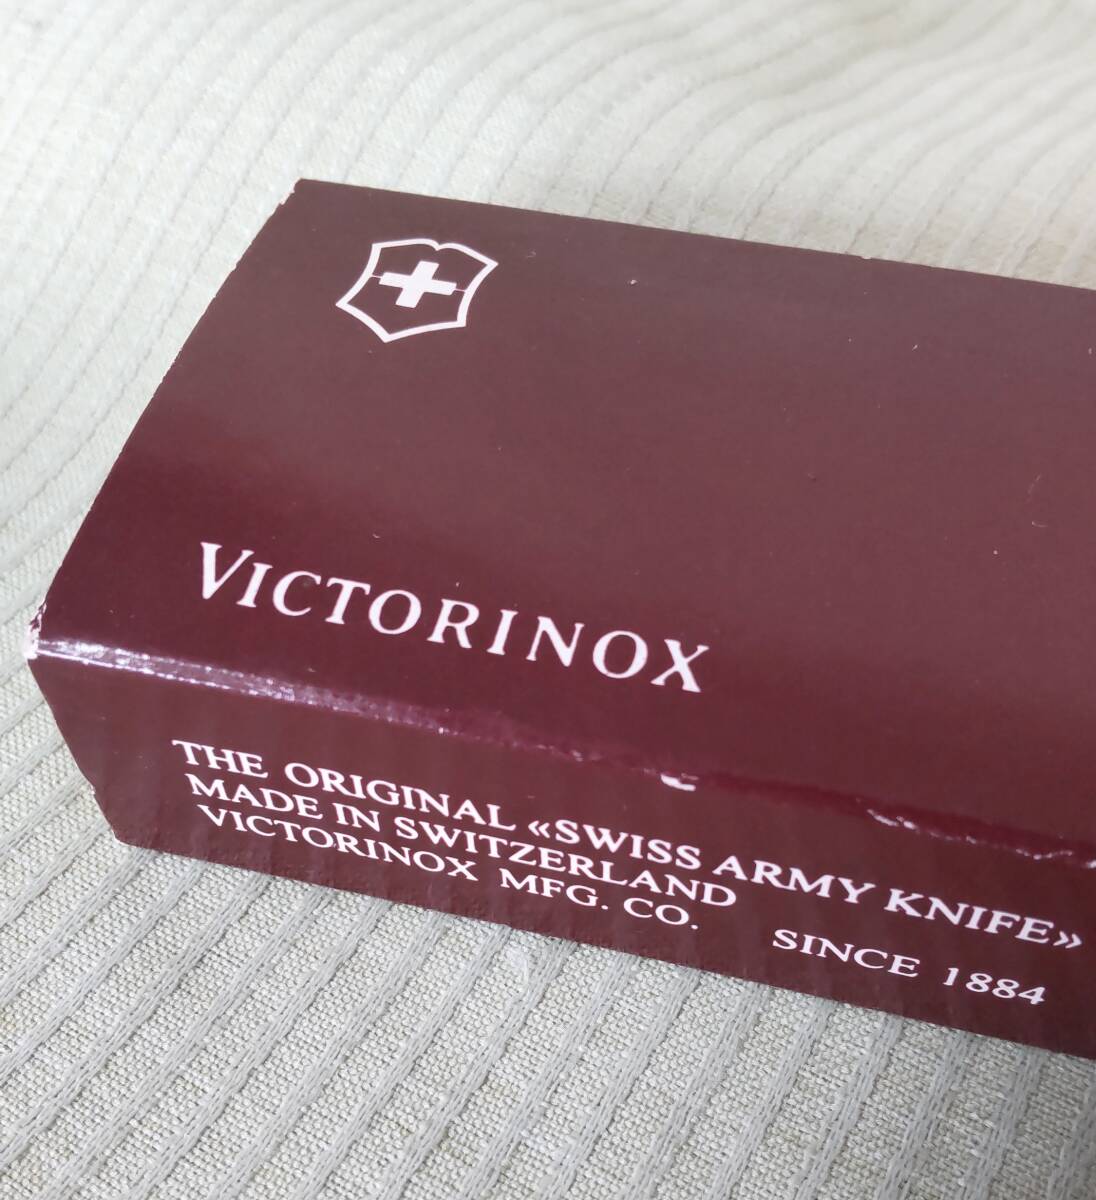 VICTORINOX
THE ORIGINAL «SWISS ARMY KNIFE»
MADE IN SWITZERLAND
VICTORINOX MFG. CO.
SINCE 1884